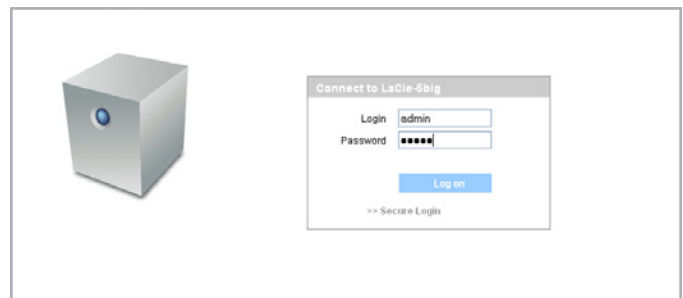 Connect to LaCie-5big
Login admin
Password •••••
Log on
>> Secure Login